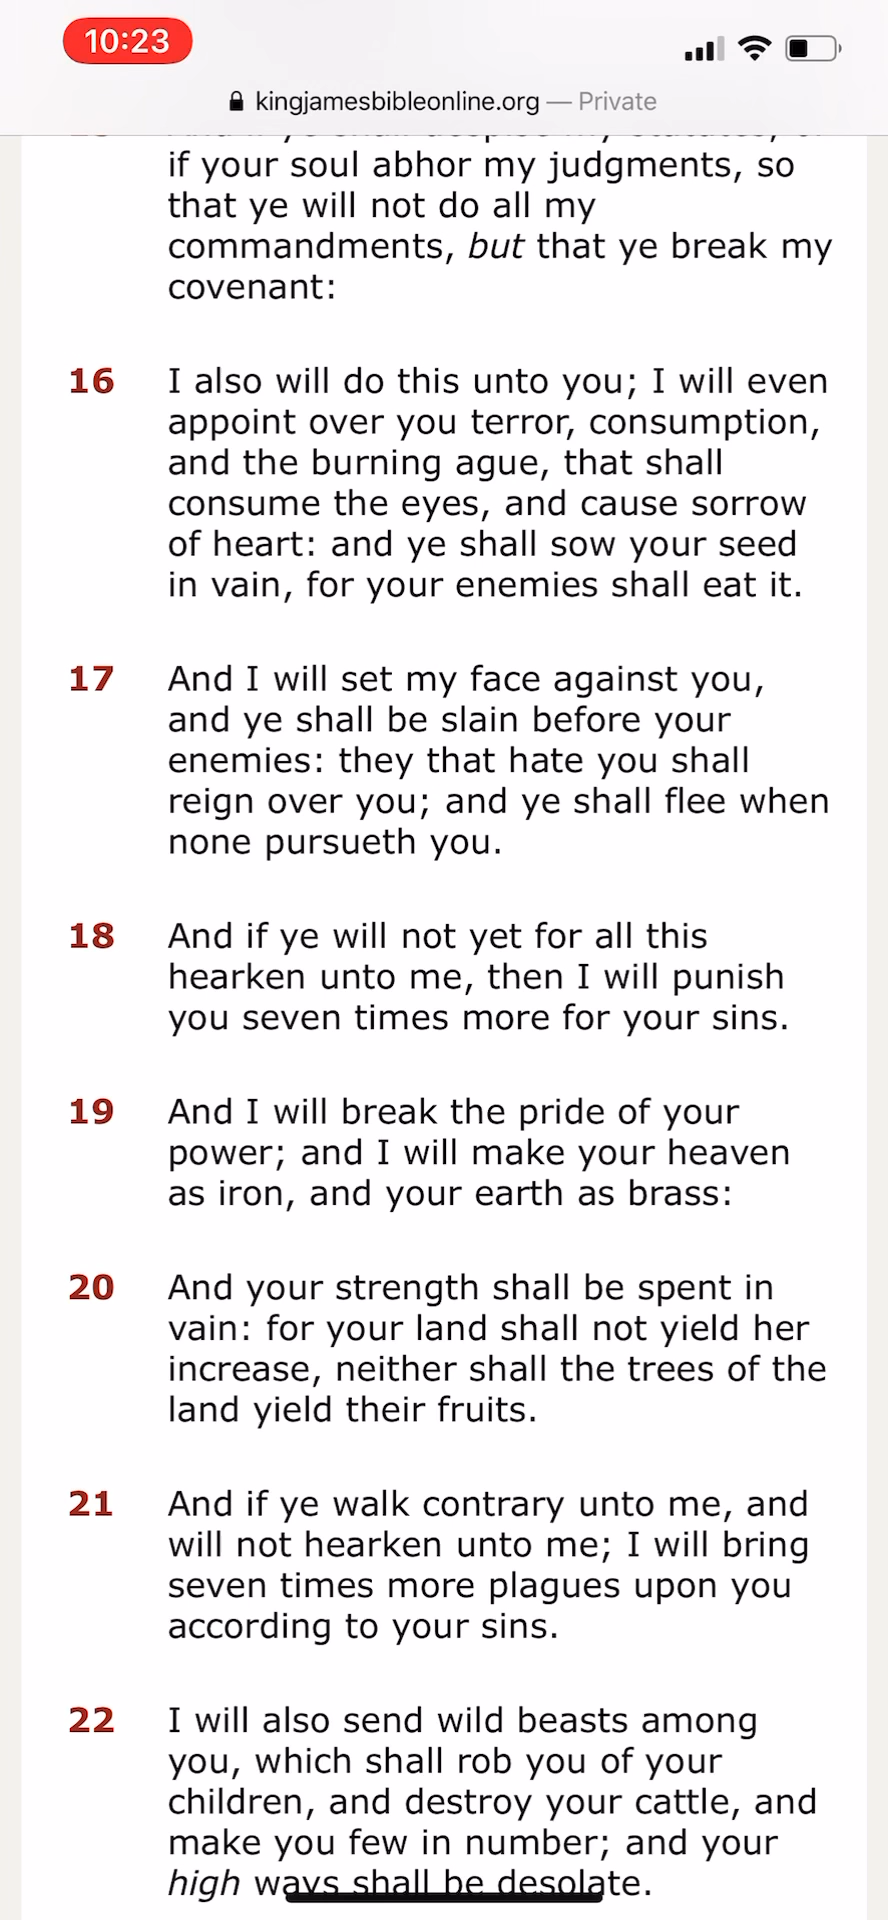 10:23
kingjamesbibleonline.org — Private
if your soul abhor my judgments, so
that ye will not do all my
commandments, but that ye break my
covenant:
16 I also will do this unto you; I will even
appoint over you terror, consumption,
and the burning ague, that shall
consume the eyes, and cause sorrow
of heart: and ye shall sow your seed
in vain, for your enemies shall eat it.
17 And I will set my face against you,
and ye shall be slain before your
enemies: they that hate you shall
reign over you; and ye shall flee when
none pursueth you.
18 And if ye will not yet for all this
hearken unto me, then I will punish
you seven times more for your sins.
19 And I will break the pride of your
power; and I will make your heaven
as iron, and your earth as brass:
20 And your strength shall be spent in
vain: for your land shall not yield her
increase, neither shall the trees of the
land yield their fruits.
21 And if ye walk contrary unto me, and
will not hearken unto me; I will bring
seven times more plagues upon you
according to your sins.
22 I will also send wild beasts among
you, which shall rob you of your
children, and destroy your cattle, and
make you few in number; and your
high ways shall be desolate.